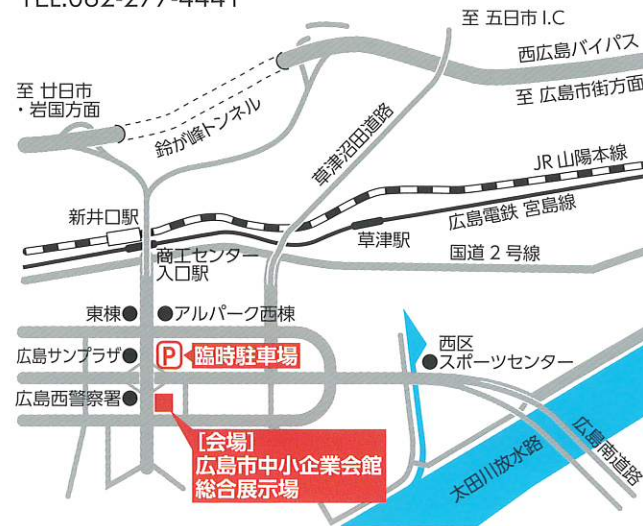 TEL.082-277-4441
至 五日市 I.C
西広島バイパス
至 広島市街方面
至 廿日市
・岩国方面
鈴が峰トンネル
草津沼田道路
JR 山陽本線
広島電鉄 宮島線
新井口駅
草津駅
商工センター
入口駅
国道 2 号線
東棟
アルパーク西棟
広島サンプラザ
P
臨時駐車場
西区
スポーツセンター
広島西警察署
[会場]
広島市中小企業会館
総合展示場
太田川放水路
広島南道路